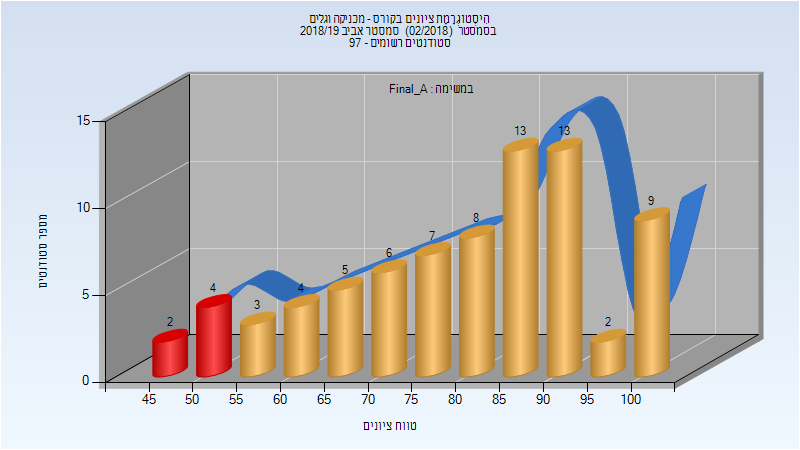 היסטוגרמת ציונים בקורס - מכניקה וגלים
בסמסטר (02/2018) סמסטר אביב 2018/19
סטודנטים רשומים - 97
במשימה : Final_A
מספר סטודנטים
15
10
5
0
2
4
3
4
5
6
7
8
13
13
2
9
45 50 55 60 65 70 75 80 85 90 95 100
טווח ציונים